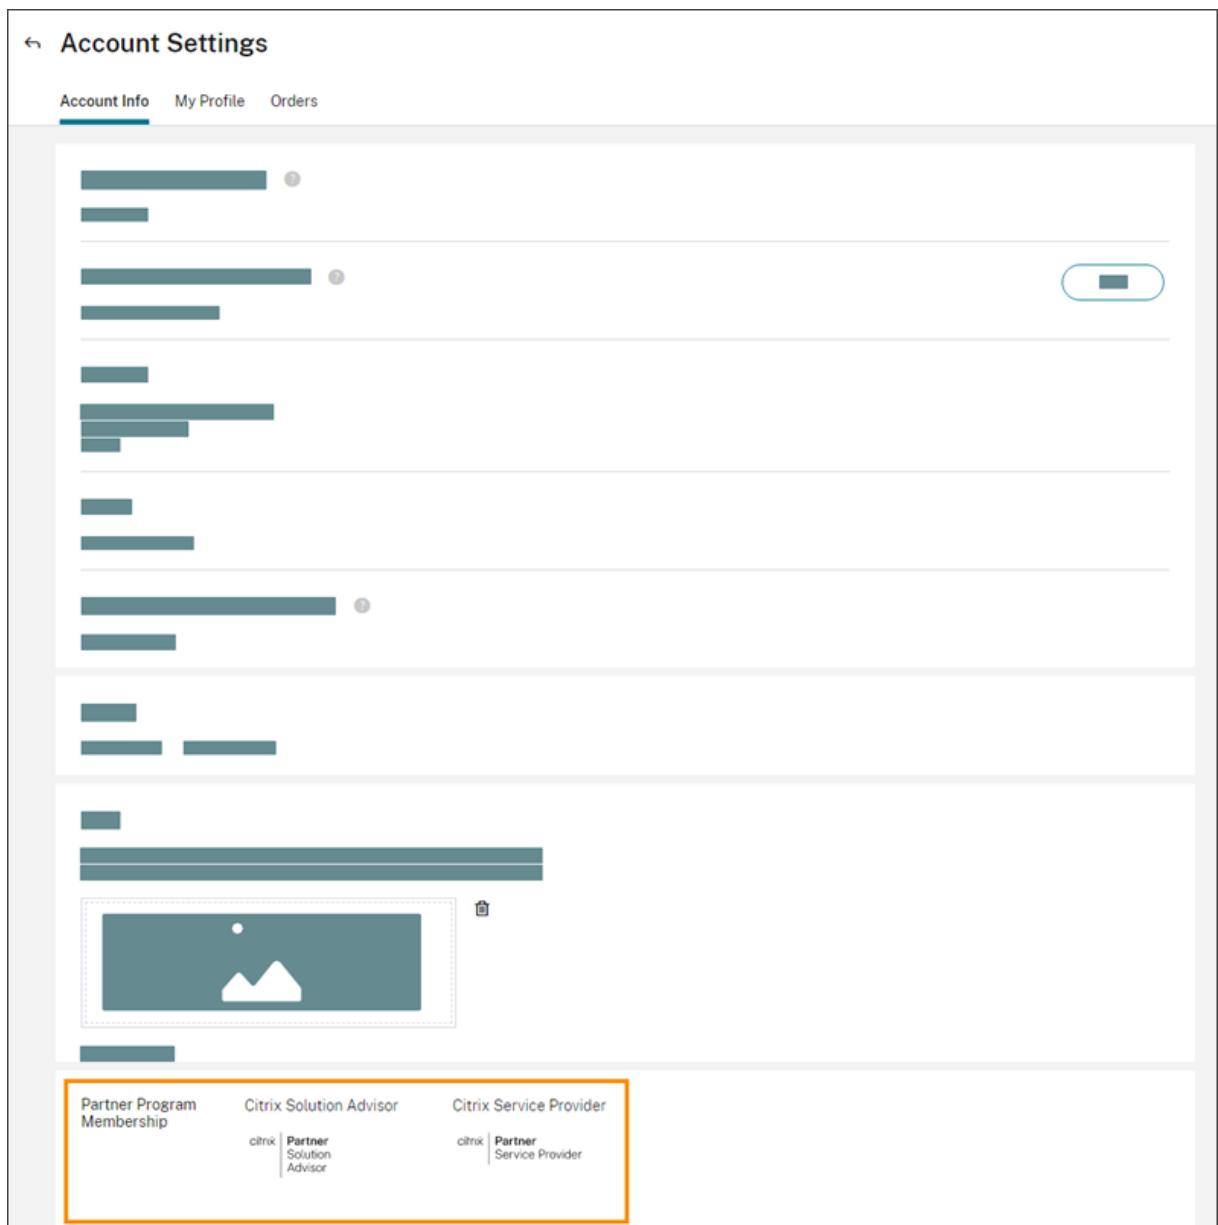 Account Settings
Account Info My Profile Orders
?
?
?
Partner Program Membership
Citrix Solution Advisor
citrix Partner
Solution
Advisor
Citrix Service Provider
citrix Partner
Service Provider